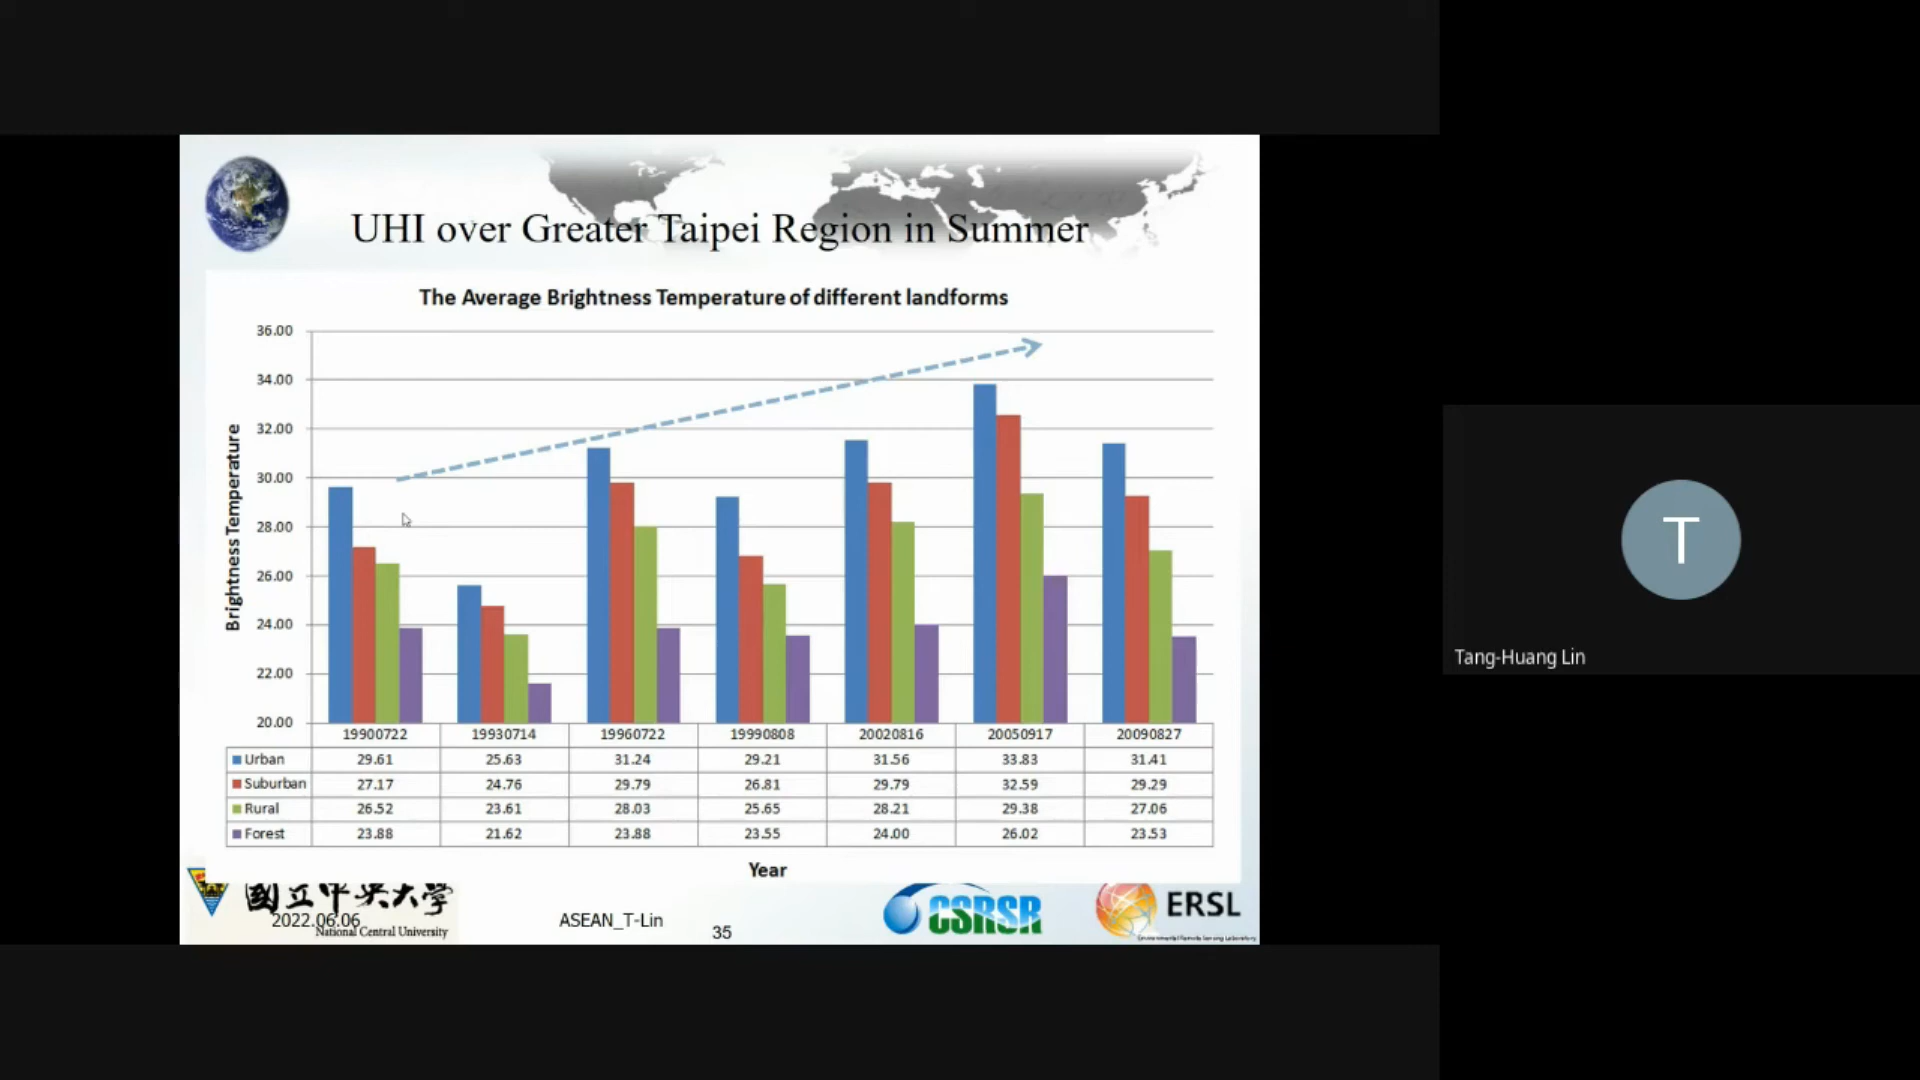 UHI over Greater Taipei Region in Summer
The Average Brightness Temperature of different landforms
Brightness Temperature
36.00
34.00
32.00
30.00
28.00
26.00
24.00
22.00
20.00
19900722 19930714 19960722 19990808 20020816 20050917 20090827
Urban 29.61 25.63 31.24 29.21 31.56 33.83 31.41
Suburban 27.17 24.76 29.79 26.81 29.79 32.59 29.29
Rural 26.52 23.61 28.03 25.65 28.21 29.38 27.06
Forest 23.88 21.62 23.88 23.55 24.00 26.02 23.53
Year
國立中央大學
National Central University
2022.06.06
ASEAN_T-Lin
35
CSRSR
ERSL
Environmental Remote Sensing Laboratory
T
Tang-Huang Lin